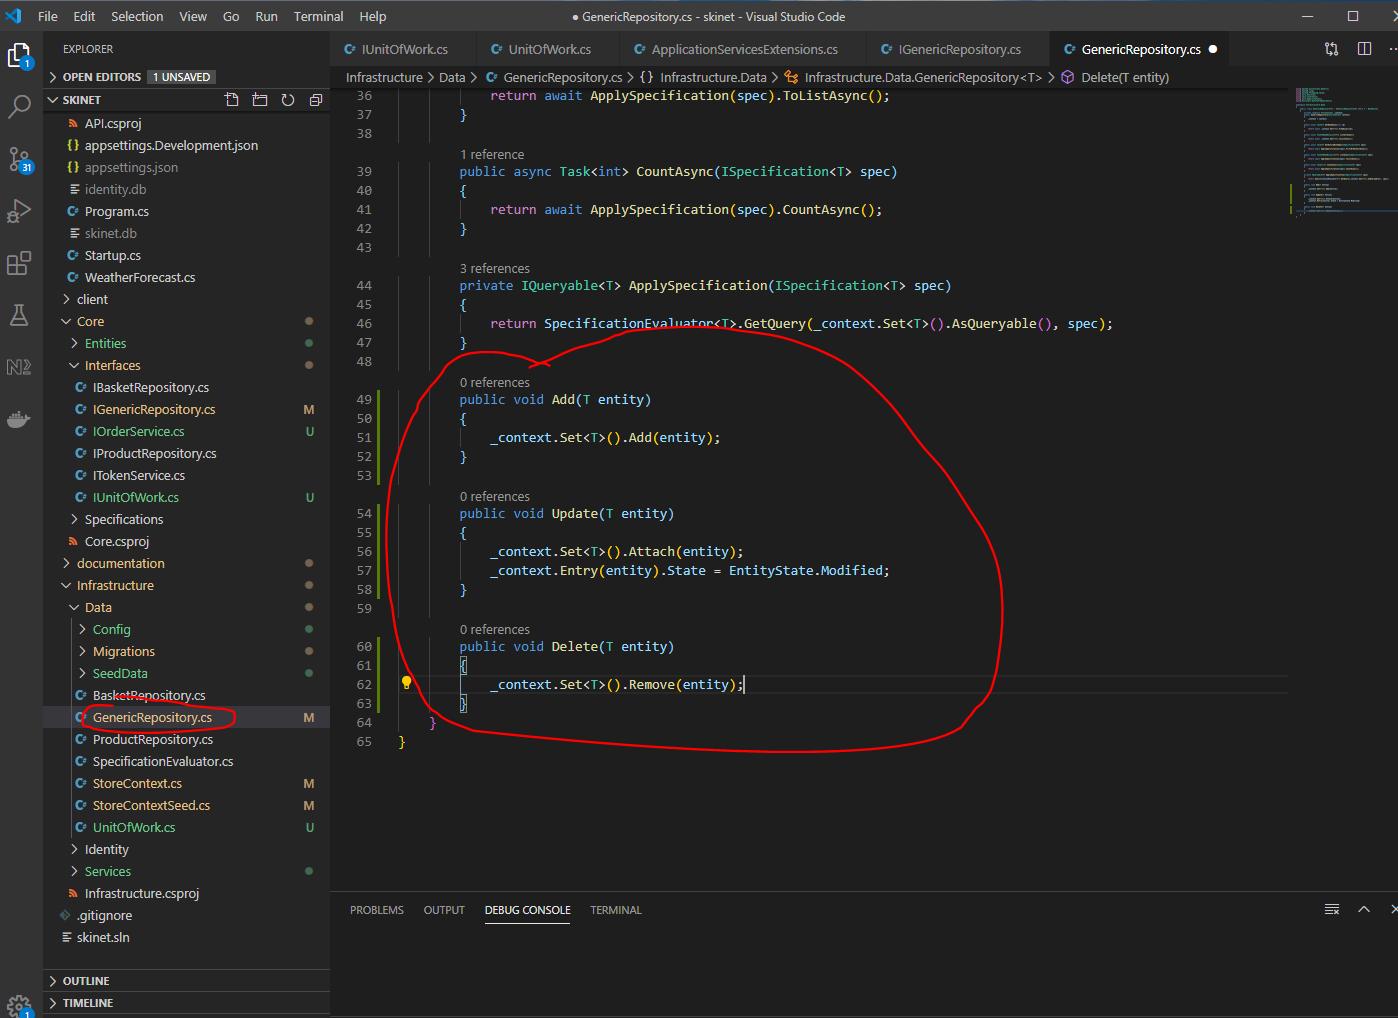 File Edit Selection View Go Run Terminal Help
● GenericRepository.cs - skinet - Visual Studio Code
EXPLORER
OPEN EDITORS 1 UNSAVED
SKINET
API.csproj
{} appsettings.Development.json
{} appsettings.json
identity.db
C# Program.cs
skinet.db
C# Startup.cs
C# WeatherForecast.cs
client
Core
Entities
Interfaces
C# IBasketRepository.cs
C# IGenericRepository.cs M
C# IOrderService.cs U
C# IProductRepository.cs
C# ITokenService.cs
C# IUnitOfWork.cs U
Specifications
Core.csproj
documentation
Infrastructure
Data
Config
Migrations
SeedData
C# BasketRepository.cs
C# GenericRepository.cs M
C# ProductRepository.cs
C# SpecificationEvaluator.cs
C# StoreContext.cs M
C# StoreContextSeed.cs M
C# UnitOfWork.cs U
Identity
Services
Infrastructure.csproj
.gitignore
skinet.sln
OUTLINE
TIMELINE
1
31
1
C# IUnitOfWork.cs C# UnitOfWork.cs C# ApplicationServicesExtensions.cs C# IGenericRepository.cs C# GenericRepository.cs ●
Infrastructure > Data > C# GenericRepository.cs > {} Infrastructure.Data > Infrastructure.Data.GenericRepository<T> > Delete(T entity)
36 return await ApplySpecification(spec).ToListAsync();
37 }
38
1 reference
39 public async Task<int> CountAsync(ISpecification<T> spec)
40 {
41 return await ApplySpecification(spec).CountAsync();
42 }
43
3 references
44 private IQueryable<T> ApplySpecification(ISpecification<T> spec)
45 {
46 return SpecificationEvaluator<T>.GetQuery(_context.Set<T>().AsQueryable(), spec);
47 }
48
0 references
49 public void Add(T entity)
50 {
51 _context.Set<T>().Add(entity);
52 }
53
0 references
54 public void Update(T entity)
55 {
56 _context.Set<T>().Attach(entity);
57 _context.Entry(entity).State = EntityState.Modified;
58 }
59
0 references
60 public void Delete(T entity)
61 {
62 _context.Set<T>().Remove(entity);
63 }
64 }
65 }
PROBLEMS OUTPUT DEBUG CONSOLE TERMINAL